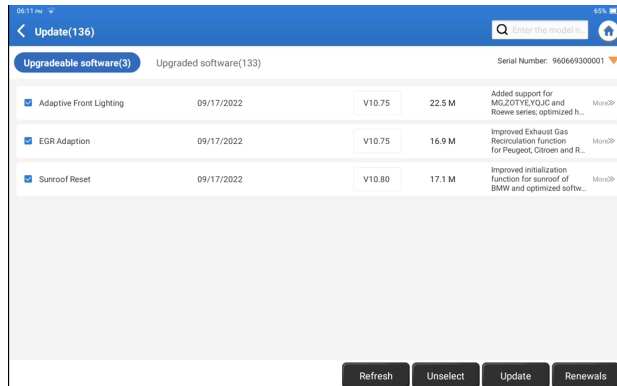 06:11 PM 65%
Update(136) Enter the model n...
Upgradeable software(3) Upgraded software(133) Serial Number: 960669300001
Adaptive Front Lighting 09/17/2022 V10.75 22.5 M Added support for
MG,ZOTYE,YQJC and
Roewe series; optimized h... More
EGR Adaption 09/17/2022 V10.75 16.9 M Improved Exhaust Gas
Recirculation function
for Peugeot, Citroen and R... More
Sunroof Reset 09/17/2022 V10.80 17.1 M Improved initialization
function for sunroof of
BMW and optimized softw... More
Refresh Unselect Update Renewals